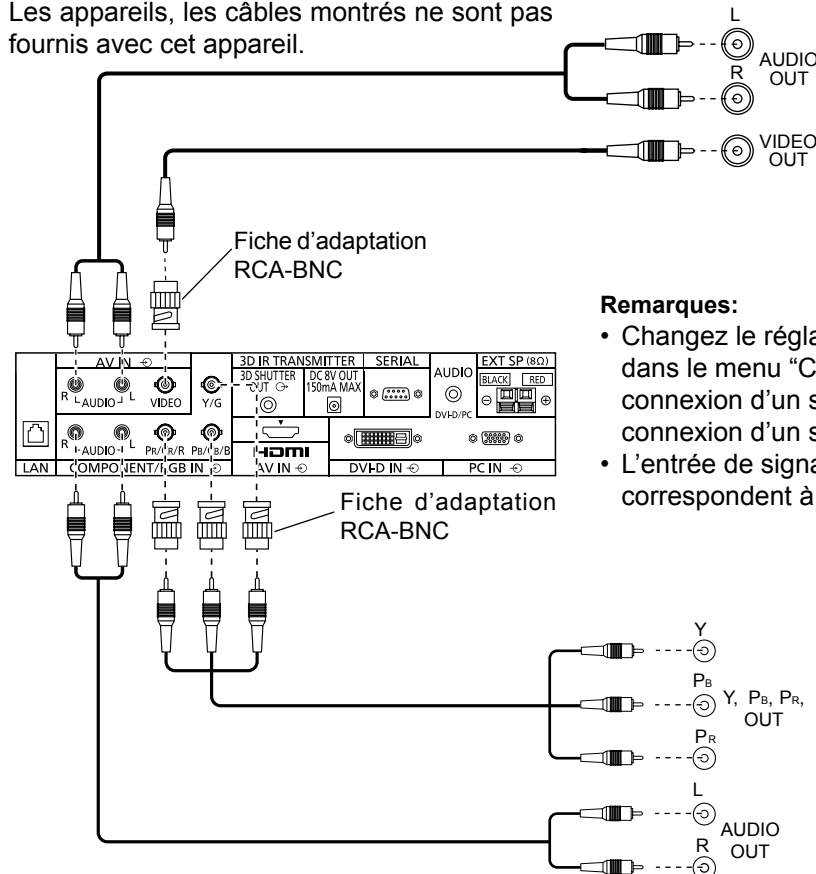 Les appareils, les câbles montrés ne sont pas
fournis avec cet appareil.
L
R
AUDIO
OUT
VIDEO
OUT
Fiche d’adaptation
RCA-BNC
Remarques:
• Changez le régla
dans le menu “C
connexion d’un s
connexion d’un s
• L’entrée de signa
correspondent à
AV IN
3D IR TRANSMITTER
SERIAL
AUDIO
EXT SP (8Ω)
3D SHUTTER
OUT
DC 8V OUT
150mA MAX
BLACK
RED
R AUDIO L
VIDEO
Y/G
DVI-D/PC
R AUDIO L
PR/CR/R
PB/CB/B
HDMI
LAN
COMPONENT/RGB IN
AV IN
DVI-D IN
PC IN
Fiche d’adaptation
RCA-BNC
Y
PB
PR
Y, PB, PR,
OUT
L
R
AUDIO
OUT